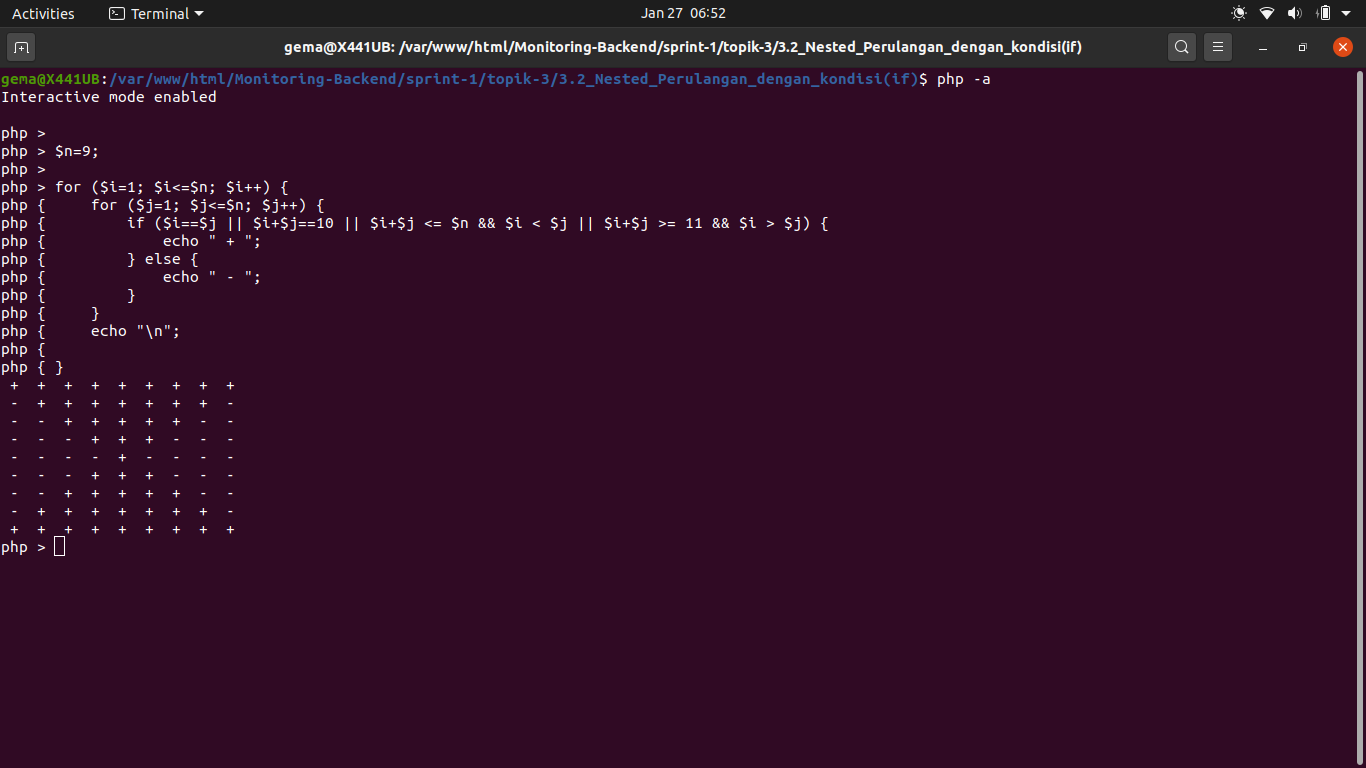 Activities Terminal Jan 27 06:52
gema@X441UB: /var/www/html/Monitoring-Backend/sprint-1/topik-3/3.2_Nested_Perulangan_dengan_kondisi(if)
gema@X441UB:/var/www/html/Monitoring-Backend/sprint-1/topik-3/3.2_Nested_Perulangan_dengan_kondisi(if)$ php -a
Interactive mode enabled

php >
php > $n=9;
php >
php > for ($i=1; $i<=$n; $i++) {
php {     for ($j=1; $j<=$n; $j++) {
php {         if ($i==$j || $i+$j==10 || $i+$j <= $n && $i < $j || $i+$j >= 11 && $i > $j) {
php {             echo " + ";
php {         } else {
php {             echo " - ";
php {         }
php {     }
php {     echo "\n";
php {
php { }
 +  +  +  +  +  +  +  +  +
 -  +  +  +  +  +  +  +  -
 -  -  +  +  +  +  +  -  -
 -  -  -  +  +  +  -  -  -
 -  -  -  -  +  -  -  -  -
 -  -  -  +  +  +  -  -  -
 -  -  +  +  +  +  +  -  -
 -  +  +  +  +  +  +  +  -
 +  +  +  +  +  +  +  +  +
php >